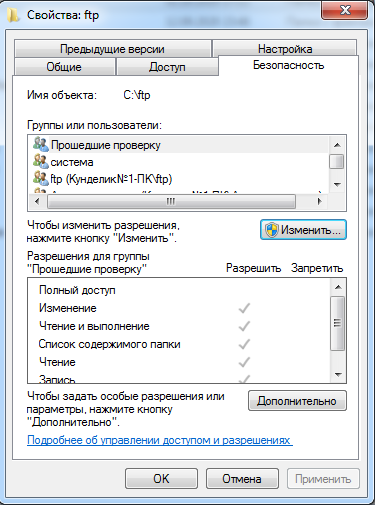 Свойства: ftp
Предыдущие версии Настройка
Общие Доступ Безопасность
Имя объекта: C:\ftp
Группы или пользователи:
Прошедшие проверку
система
ftp (Кунделик№1-ПК\ftp)
Чтобы изменить разрешения,
нажмите кнопку "Изменить".
Изменить...
Разрешения для группы
"Прошедшие проверку" Разрешить Запретить
Полный доступ
Изменение
Чтение и выполнение
Список содержимого папки
Чтение
Запись
Чтобы задать особые разрешения или
параметры, нажмите кнопку
"Дополнительно".
Дополнительно
Подробнее об управлении доступом и разрешениях
OK Отмена Применить